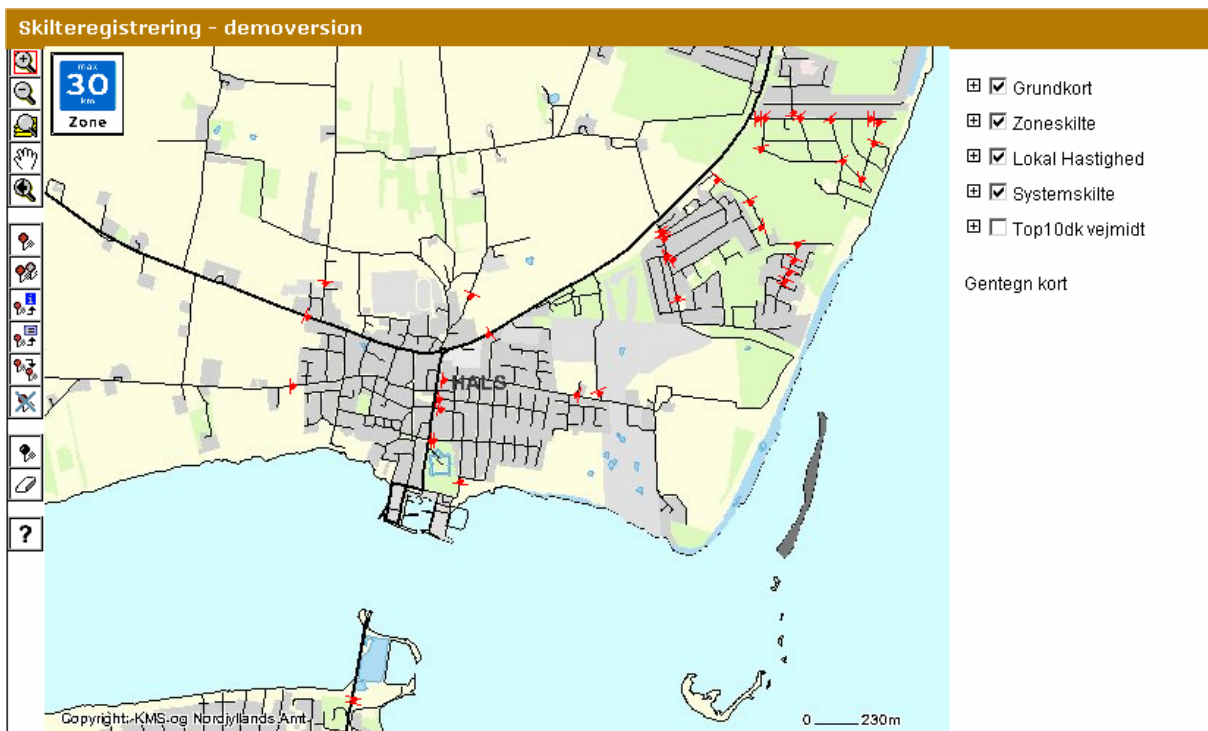 Skilteregistrering - demoversion
max
30
km
Zone
Grundkort
Zoneskilte
Lokal Hastighed
Systemskilte
Top10dk vejmidt
Gentegn kort
HALS
?
Copyright: KMS og Nordjyllands Amt
0 230m